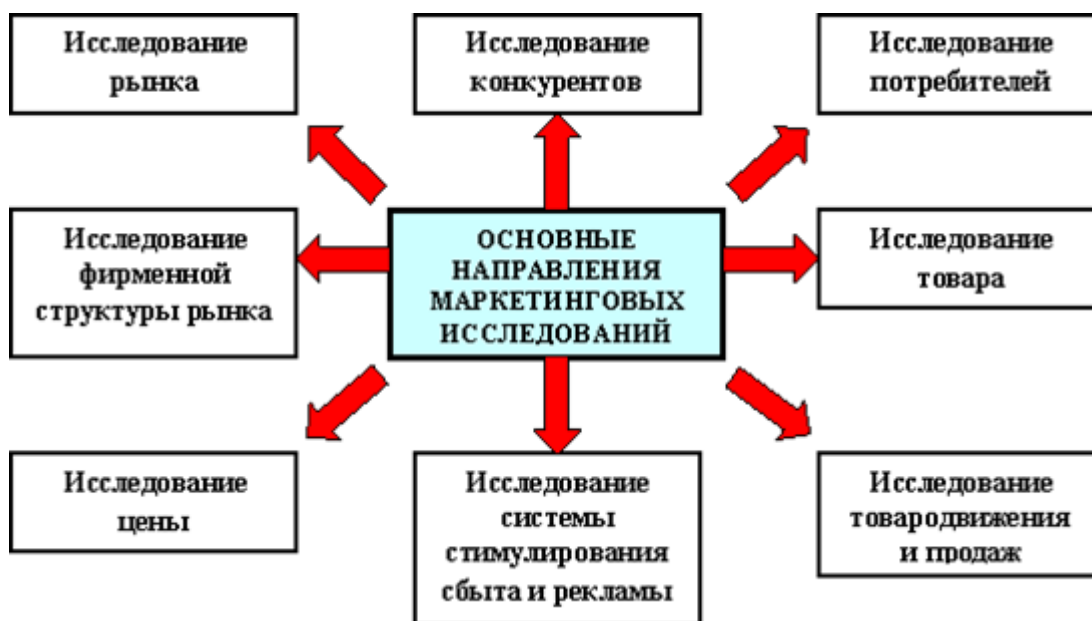 Исследование
рынка
Исследование
конкурентов
Исследование
потребителей
Исследование
фирменной
структуры рынка
ОСНОВНЫЕ
НАПРАВЛЕНИЯ
МАРКЕТИНГОВЫХ
ИССЛЕДОВАНИЙ
Исследование
товара
Исследование
цены
Исследование
системы
стимулирования
сбыта и рекламы
Исследование
товародвижения
и продаж